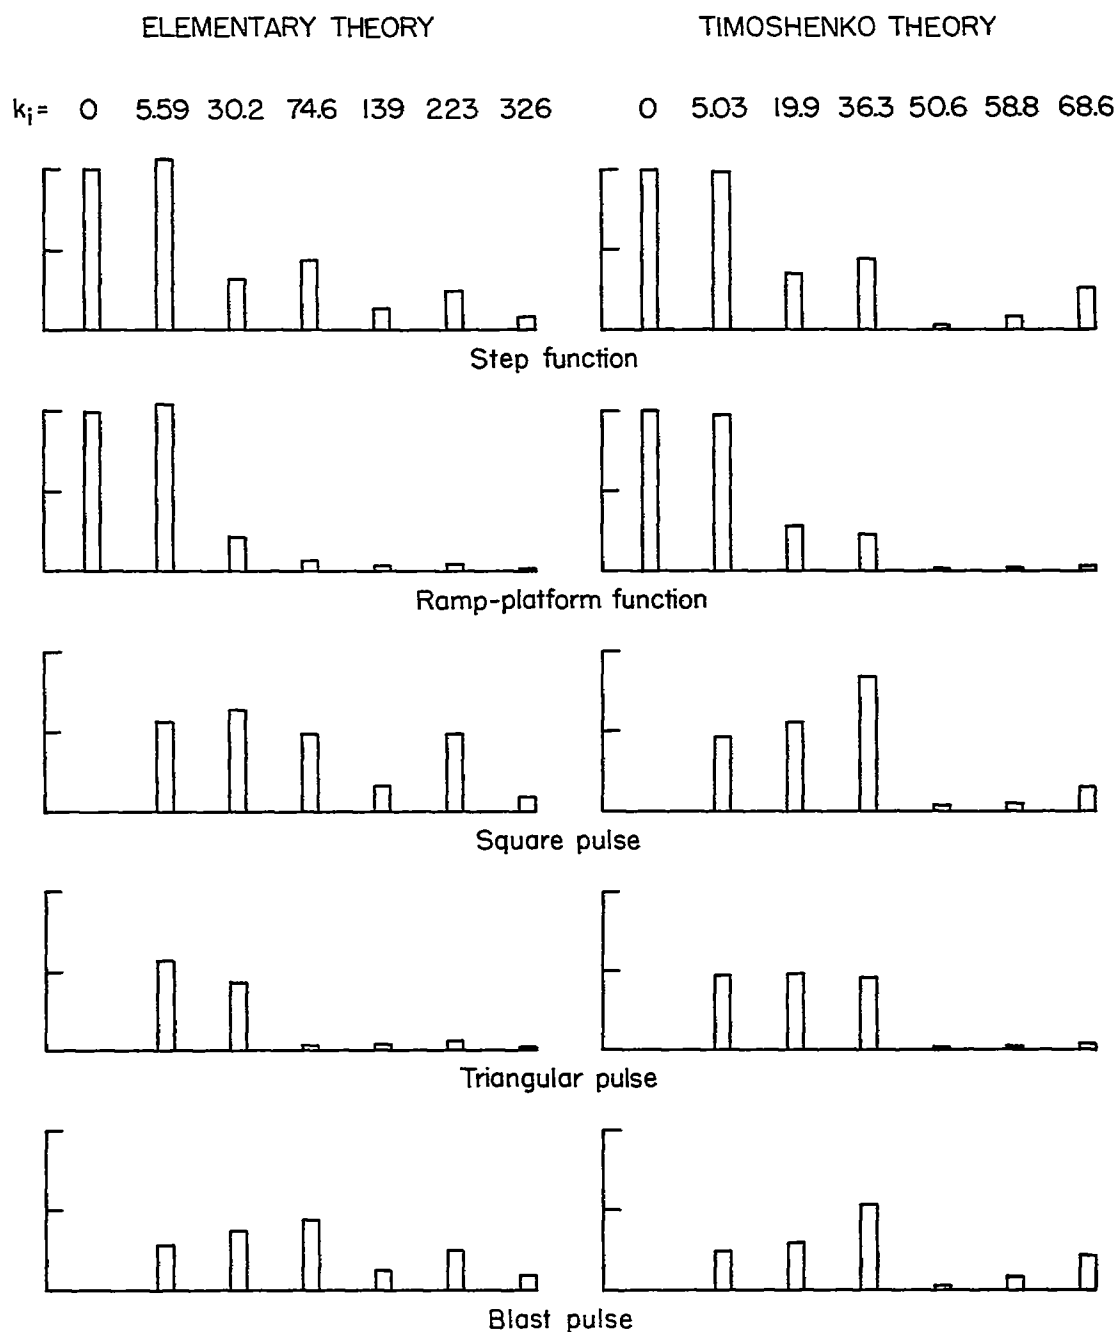 ELEMENTARY THEORY TIMOSHENKO THEORY
ki= 0 5.59 30.2 74.6 139 223 326 0 5.03 19.9 36.3 50.6 58.8 68.6
Step function
Ramp-platform function
Square pulse
Triangular pulse
Blast pulse